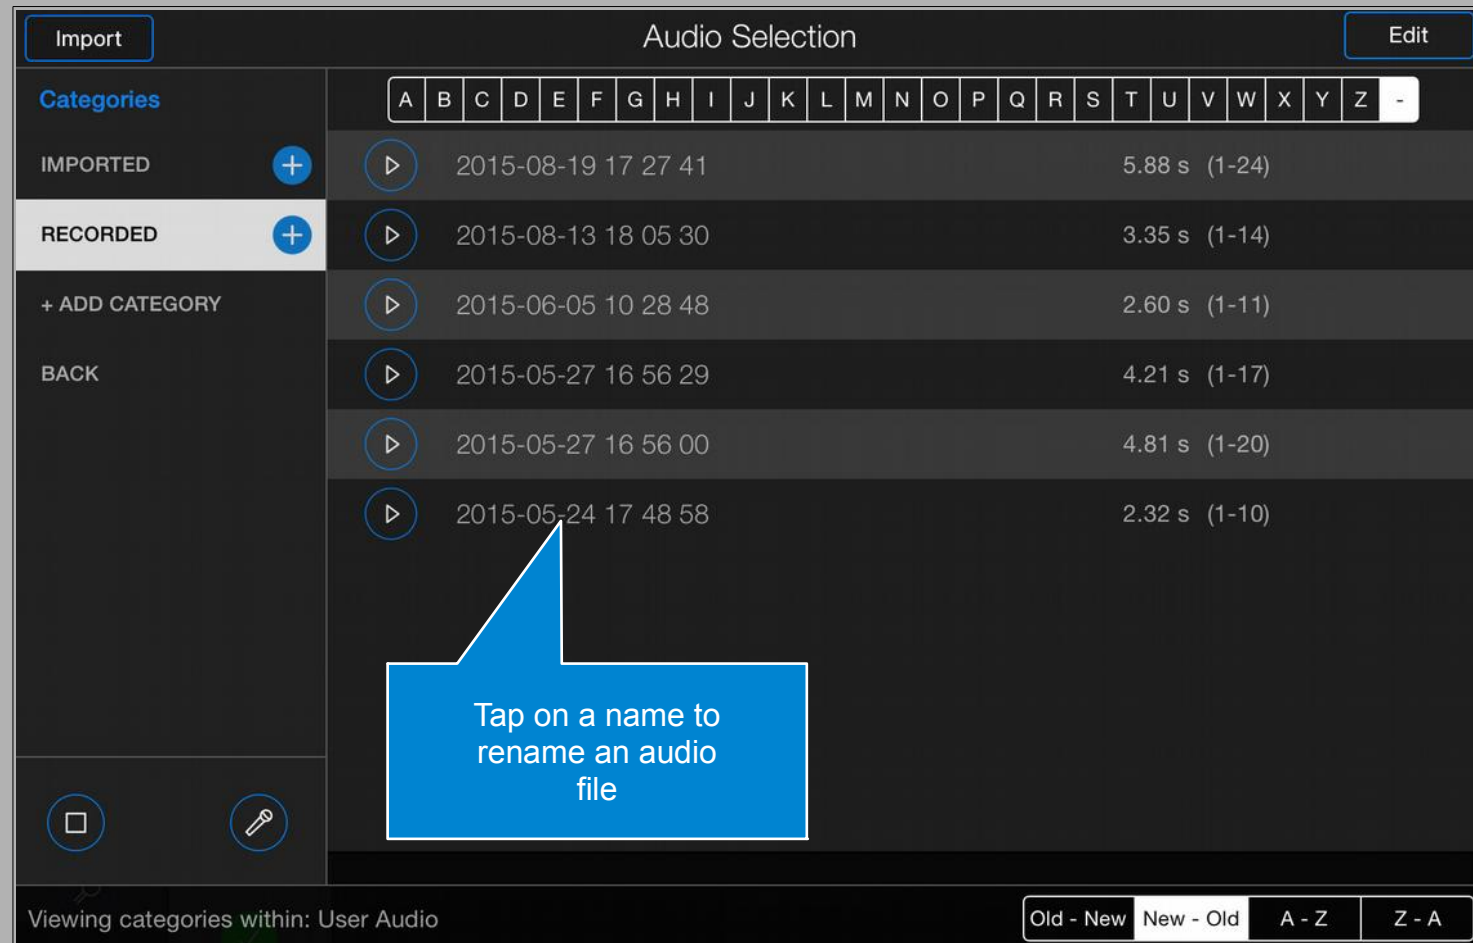 Import
Audio Selection
Edit
Categories
A B C D E F G H I J K L M N O P Q R S T U V W X Y Z -
IMPORTED
2015-08-19 17 27 41 5.88 s (1-24)
RECORDED
2015-08-13 18 05 30 3.35 s (1-14)
+ ADD CATEGORY
2015-06-05 10 28 48 2.60 s (1-11)
BACK
2015-05-27 16 56 29 4.21 s (1-17)
2015-05-27 16 56 00 4.81 s (1-20)
2015-05-24 17 48 58 2.32 s (1-10)
Tap on a name to
rename an audio
file
Viewing categories within: User Audio
Old - New New - Old A - Z Z - A